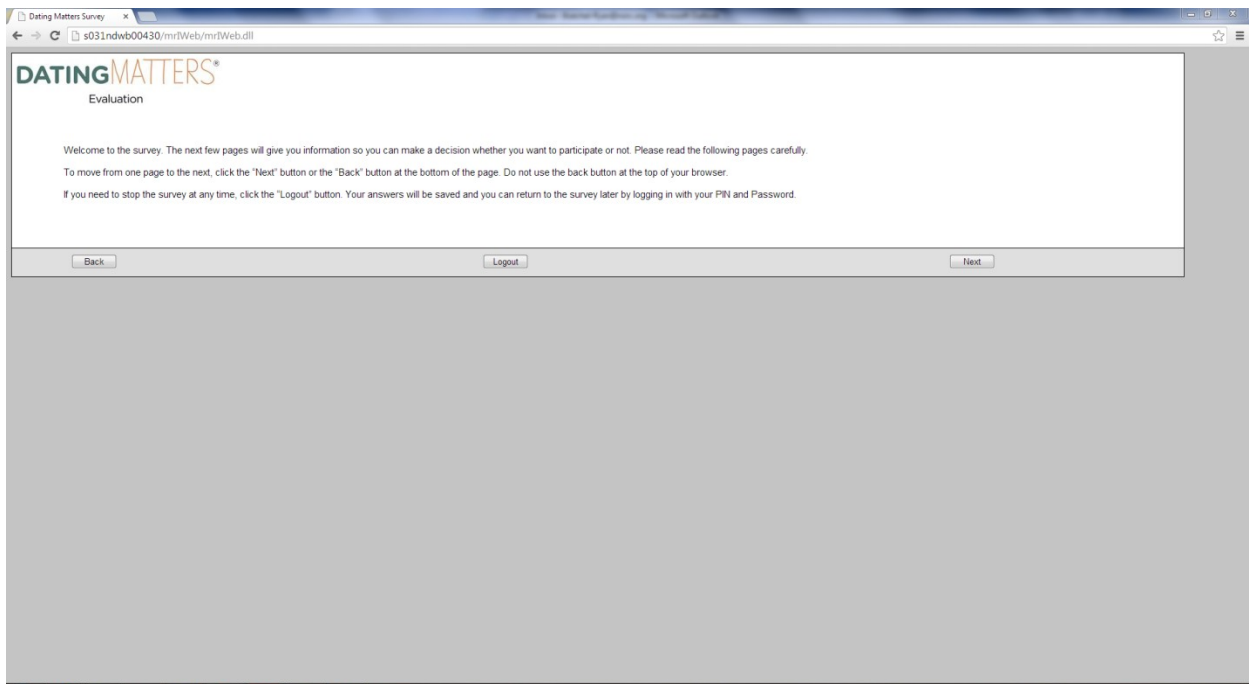 Dating Matters Survey
s031ndwb00430/mrIWeb/mrIWeb.dll
DATINGMATTERS®
Evaluation
Welcome to the survey. The next few pages will give you information so you can make a decision whether you want to participate or not. Please read the following pages carefully.
To move from one page to the next, click the "Next" button or the "Back" button at the bottom of the page. Do not use the back button at the top of your browser.
If you need to stop the survey at any time, click the "Logout" button. Your answers will be saved and you can return to the survey later by logging in with your PIN and Password.
Back Logout Next